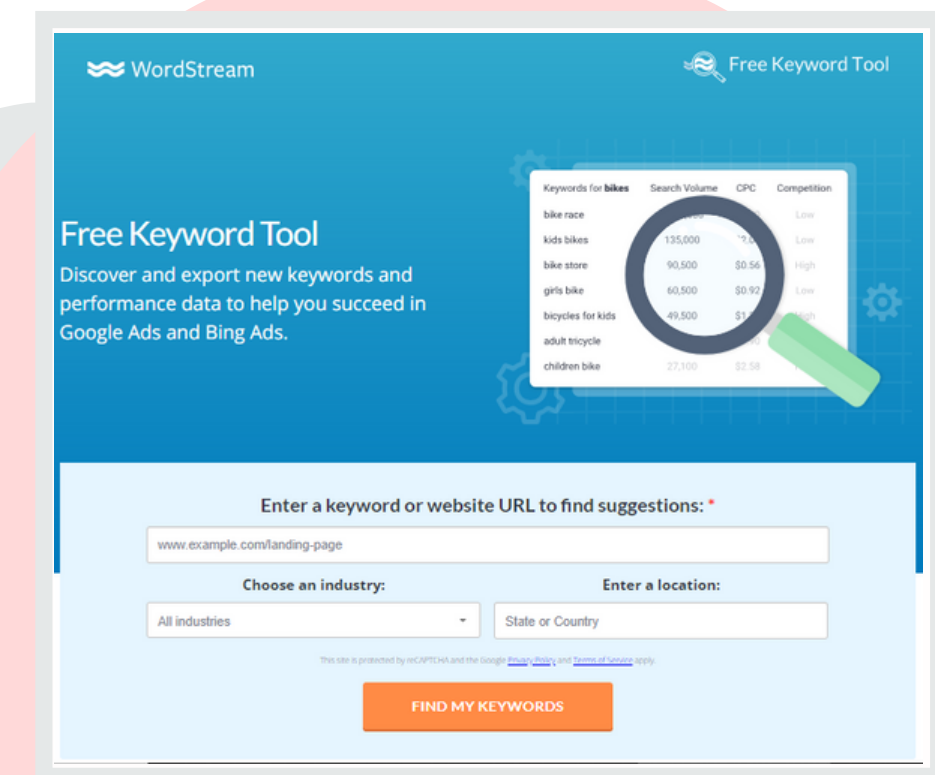 WordStream
Free Keyword Tool
Keywords for bikes Search Volume CPC Competition
bike race Low
kids bikes 135,000 Low
bike store 90,500 $0.56 High
girls bike 60,500 $0.92 Low
bicycles for kids 49,500 High
adult tricycle
children bike 27,100 $2.58
Free Keyword Tool
Discover and export new keywords and
performance data to help you succeed in
Google Ads and Bing Ads.
Enter a keyword or website URL to find suggestions: *
www.example.com/landing-page
Choose an industry:
Enter a location:
All industries
State or Country
This site is protected by reCAPTCHA and the Google Privacy Policy and Terms of Service apply.
FIND MY KEYWORDS